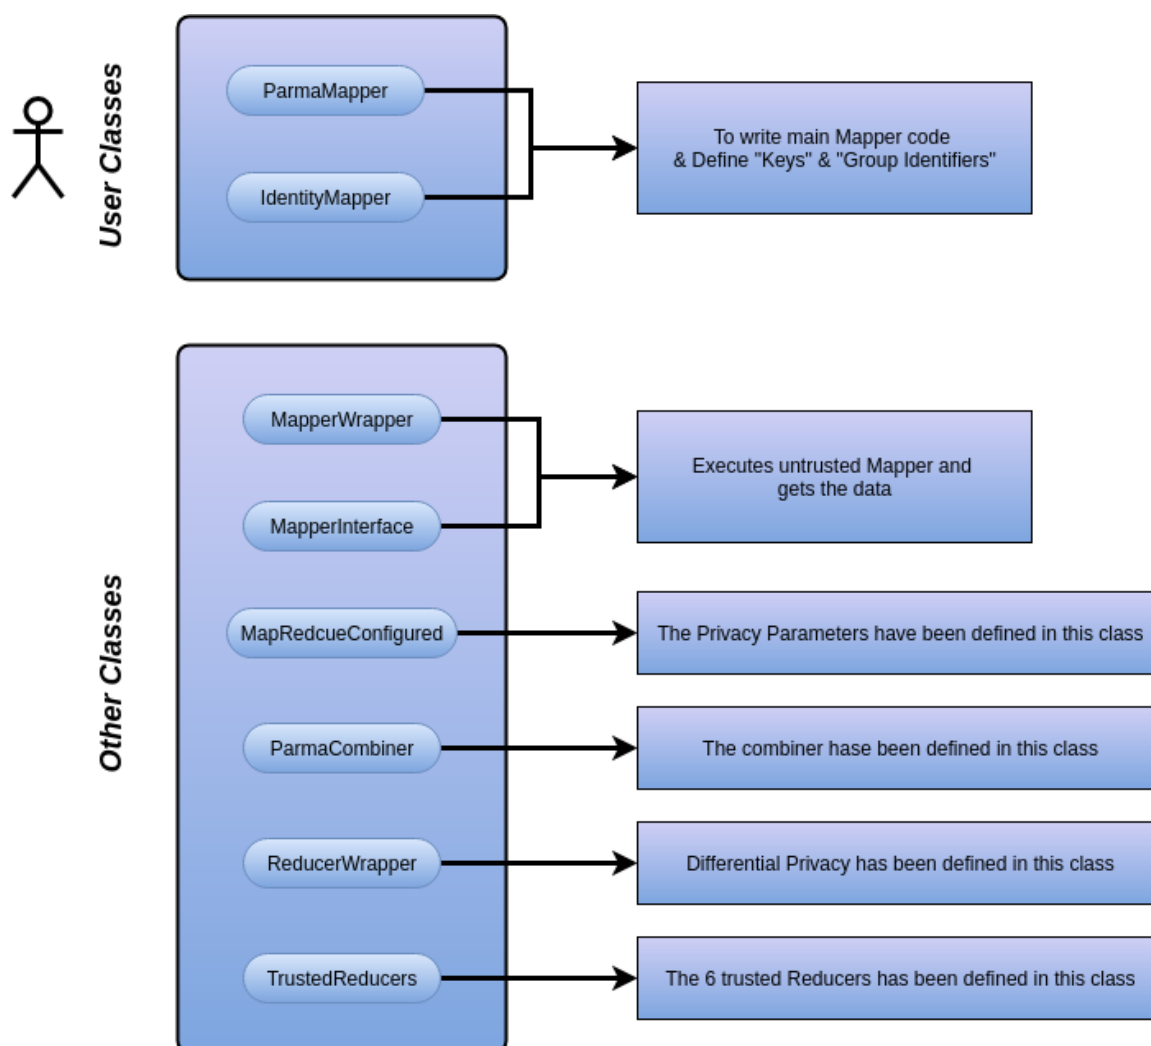 User Classes
ParmaMapper
IdentityMapper
To write main Mapper code
& Define "Keys" & "Group Identifiers"
Other Classes
MapperWrapper
MapperInterface
Executes untrusted Mapper and
gets the data
MapRedcueConfigured
The Privacy Parameters have been defined in this class
ParmaCombiner
The combiner hase been defined in this class
ReducerWrapper
Differential Privacy has been defined in this class
TrustedReducers
The 6 trusted Reducers has been defined in this class